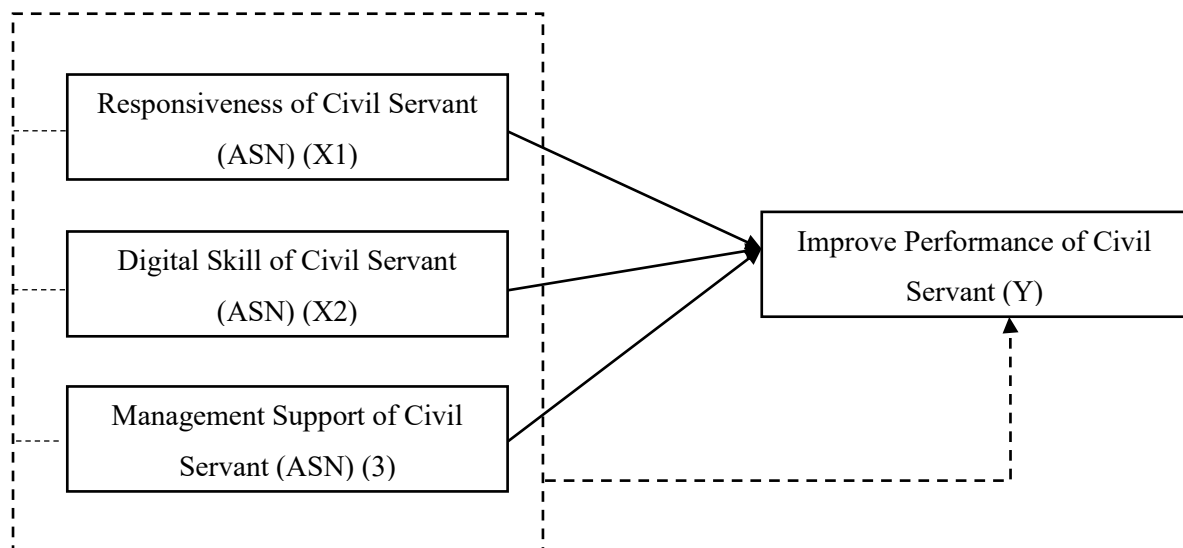 Responsiveness of Civil Servant
(ASN) (X1)
Digital Skill of Civil Servant
(ASN) (X2)
Management Support of Civil
Servant (ASN) (3)
Improve Performance of Civil
Servant (Y)